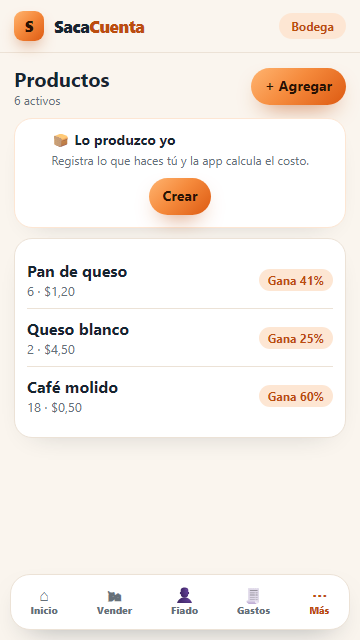 S SacaCuenta
Bodega
Productos
6 activos
+ Agregar
Lo produzco yo
Registra lo que haces tú y la app calcula el costo.
Crear
Pan de queso
6 · $1,20
Gana 41%
Queso blanco
2 · $4,50
Gana 25%
Café molido
18 · $0,50
Gana 60%
Inicio
Vender
Fiado
Gastos
Más